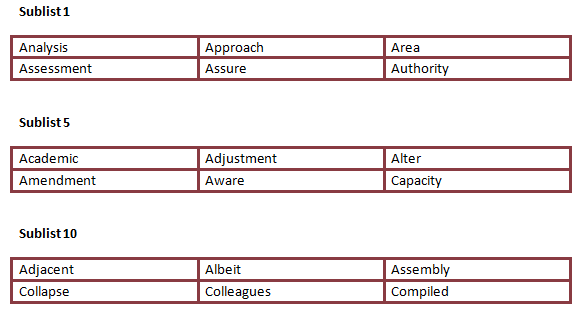 Sublist 1
Analysis Approach Area
Assessment Assure Authority
Sublist 5
Academic Adjustment Alter
Amendment Aware Capacity
Sublist 10
Adjacent Albeit Assembly
Collapse Colleagues Compiled